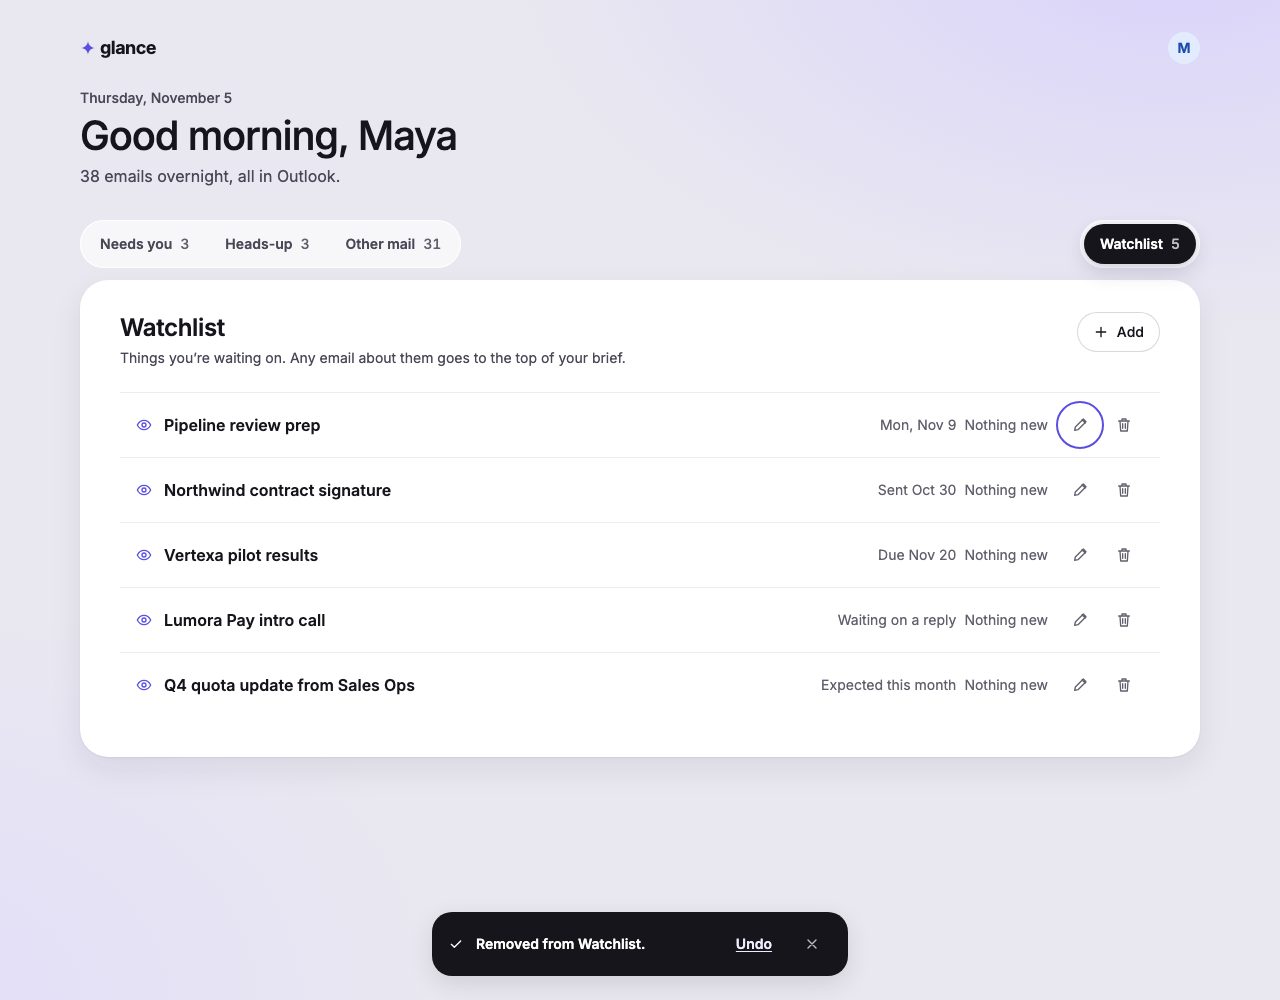 glance
M
Thursday, November 5
Good morning, Maya
38 emails overnight, all in Outlook.
Needs you 3 Heads-up 3 Other mail 31 Watchlist 5
Watchlist
Add
Things you’re waiting on. Any email about them goes to the top of your brief.
Pipeline review prep Mon, Nov 9 Nothing new
Northwind contract signature Sent Oct 30 Nothing new
Vertexa pilot results Due Nov 20 Nothing new
Lumora Pay intro call Waiting on a reply Nothing new
Q4 quota update from Sales Ops Expected this month Nothing new
Removed from Watchlist. Undo